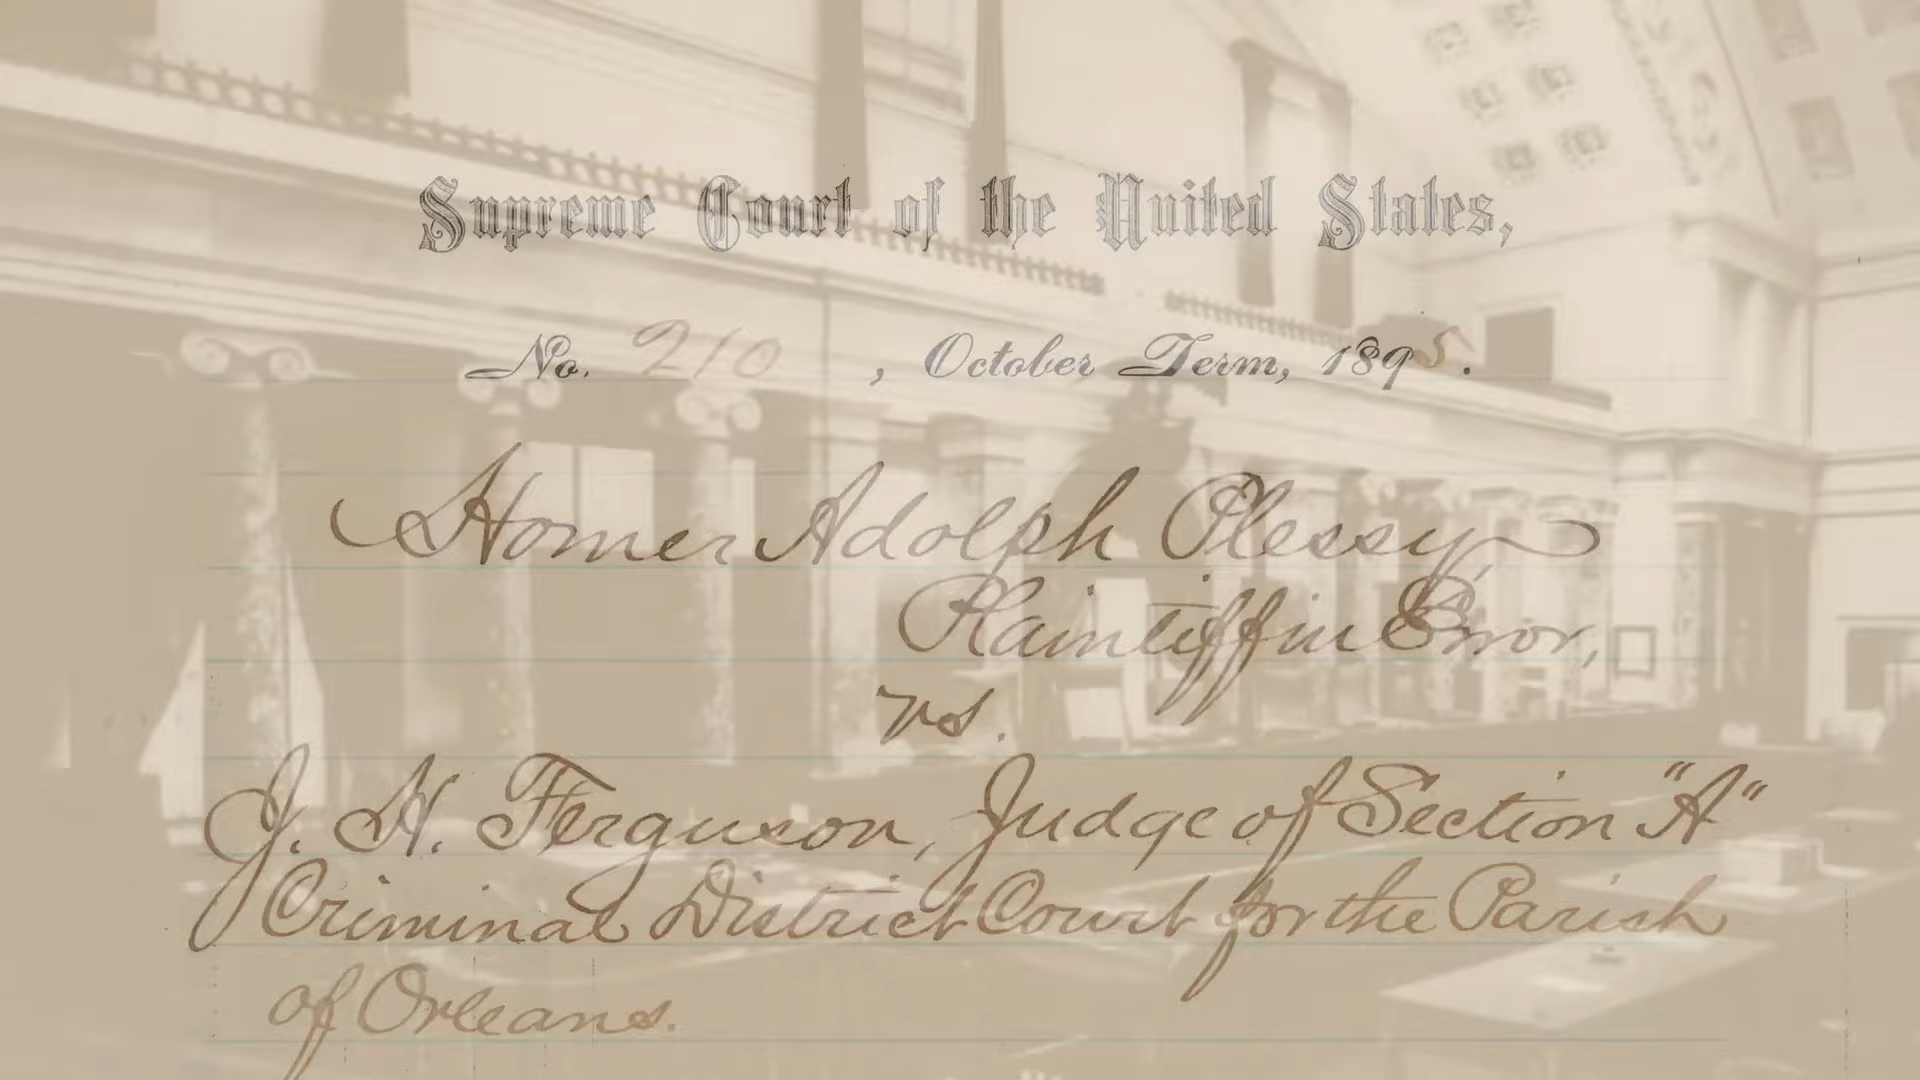 Supreme Court of the United States,
No. 210, October Term, 1895.
Homer Adolph Plessy,
Plaintiff in Error,
vs.
J. H. Ferguson, Judge of Section "A"
Criminal District Court for the Parish
of Orleans.